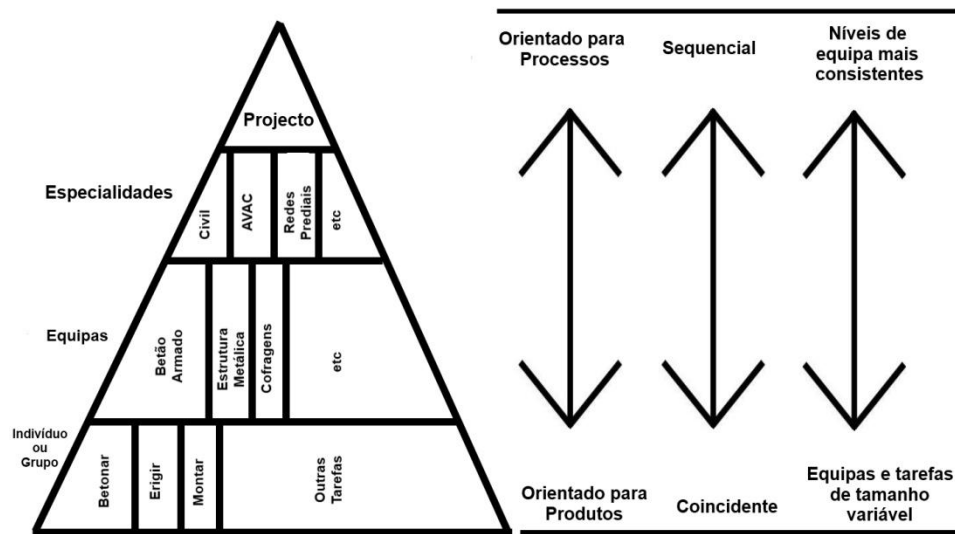 Projecto
Especialidades
Civil
AVAC
Redes
Prediais
etc
Equipas
Betão
Armado
Estrutura
Metálica
Cofragens
etc
Indivíduo
ou
Grupo
Betonar
Erigir
Montar
Outras
Tarefas
Orientado para
Processos
Sequencial
Níveis de
equipa mais
consistentes
Orientado para
Produtos
Coincidente
Equipas e tarefas
de tamanho
variável